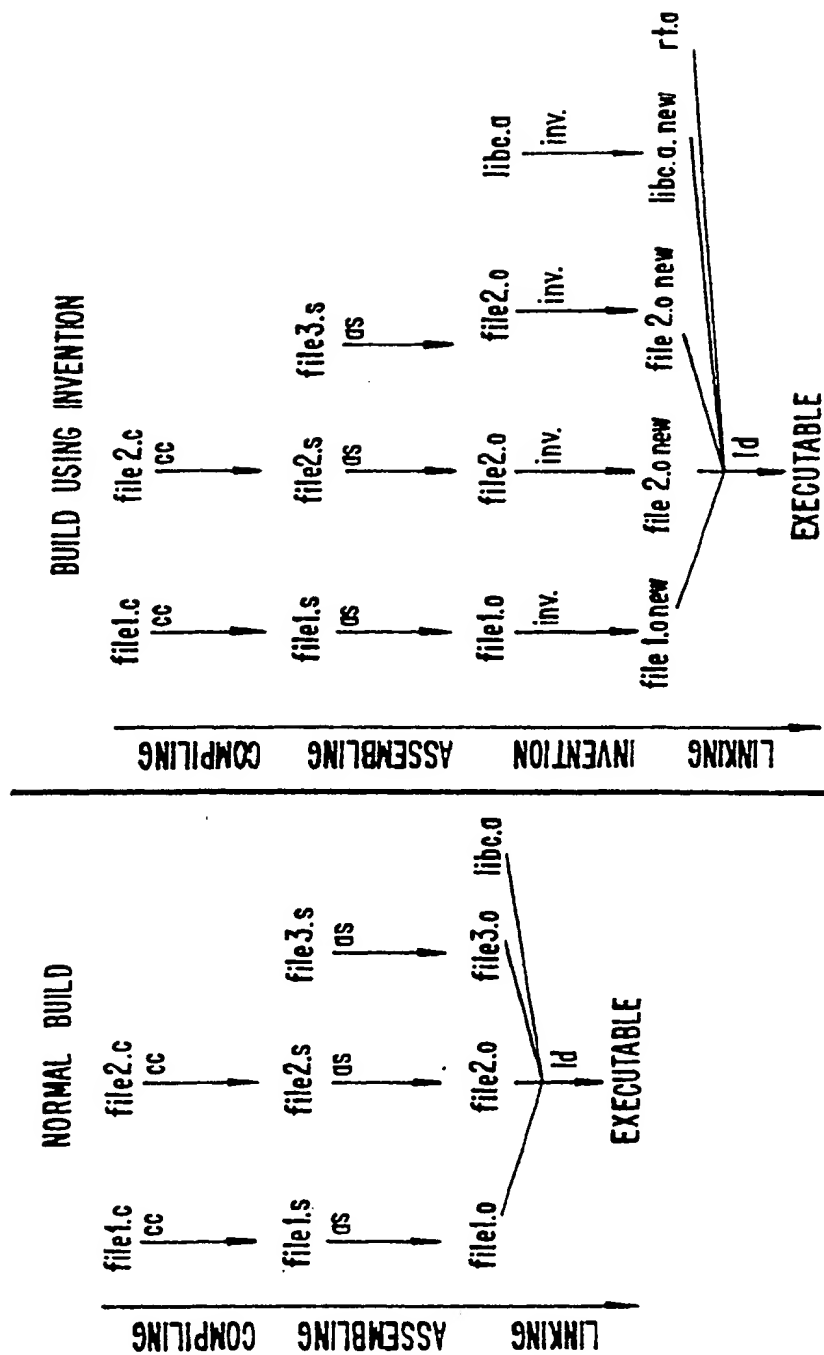 NORMAL BUILD
COMPILING
file1.c
file2.c
cc
cc
ASSEMBLING
file1.s
file2.s
file3.s
as
as
as
LINKING
file1.o
file2.o
file3.o
libc.a
ld
EXECUTABLE
BUILD USING INVENTION
COMPILING
file1.c
file2.c
cc
cc
ASSEMBLING
file1.s
file2.s
file3.s
as
as
as
INVENTION
file1.o
file2.o
file2.o
libc.a
inv.
inv.
inv.
inv.
LINKING
file 1.o new
file 2.o new
file 2.o new
libc.a. new
rt.o
ld
EXECUTABLE